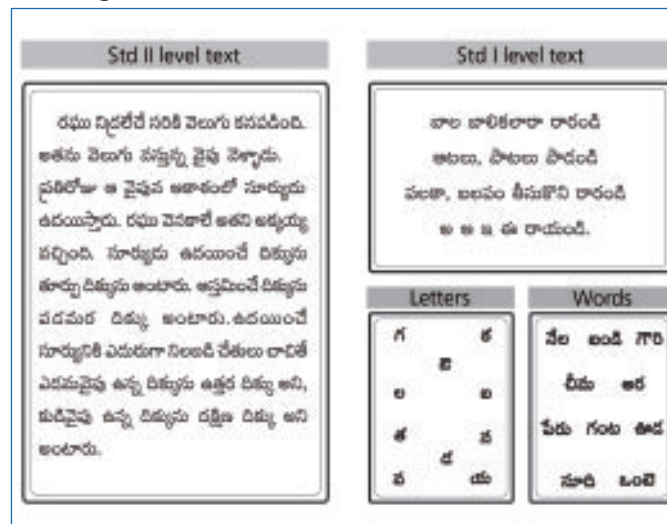 Std II level text
రఘు నిద్రలేచే సరికి వెలుగు కనపడింది.
అతను వెలుగు వస్తున్న వైపు వెళ్ళాడు.
ప్రతిరోజు ఆ వైపున ఆకాశంలో సూర్యుడు
ఉదయిస్తాడు. రఘు వెనకాలే అతని అక్కయ్య
వచ్చింది. సూర్యుడు ఉదయించే దిక్కును
తూర్పు దిక్కును అంటారు. అస్తమించే దిక్కును
పడమర దిక్కు అంటారు. ఉదయించే
సూర్యునికి ఎదురుగా నిలబడి చేతులు చాచితే
ఎడమవైపు ఉన్న దిక్కును ఉత్తర దిక్కు అని,
కుడివైపు ఉన్న దిక్కును దక్షిణ దిక్కు అని
అంటారు.
Std I level text
బాల బాలికలారా రారండి
ఆటలు, పాటలు పాడండి
పలకా, బలపం తీసుకొని రారండి
అ ఆ ఇ ఈ రాయండి.
Letters
గ
ల
త
డ
య
Words
నేల బండి గౌరి
చీమ అర
పేడు గంట ఊడ
సూది ఒంటె